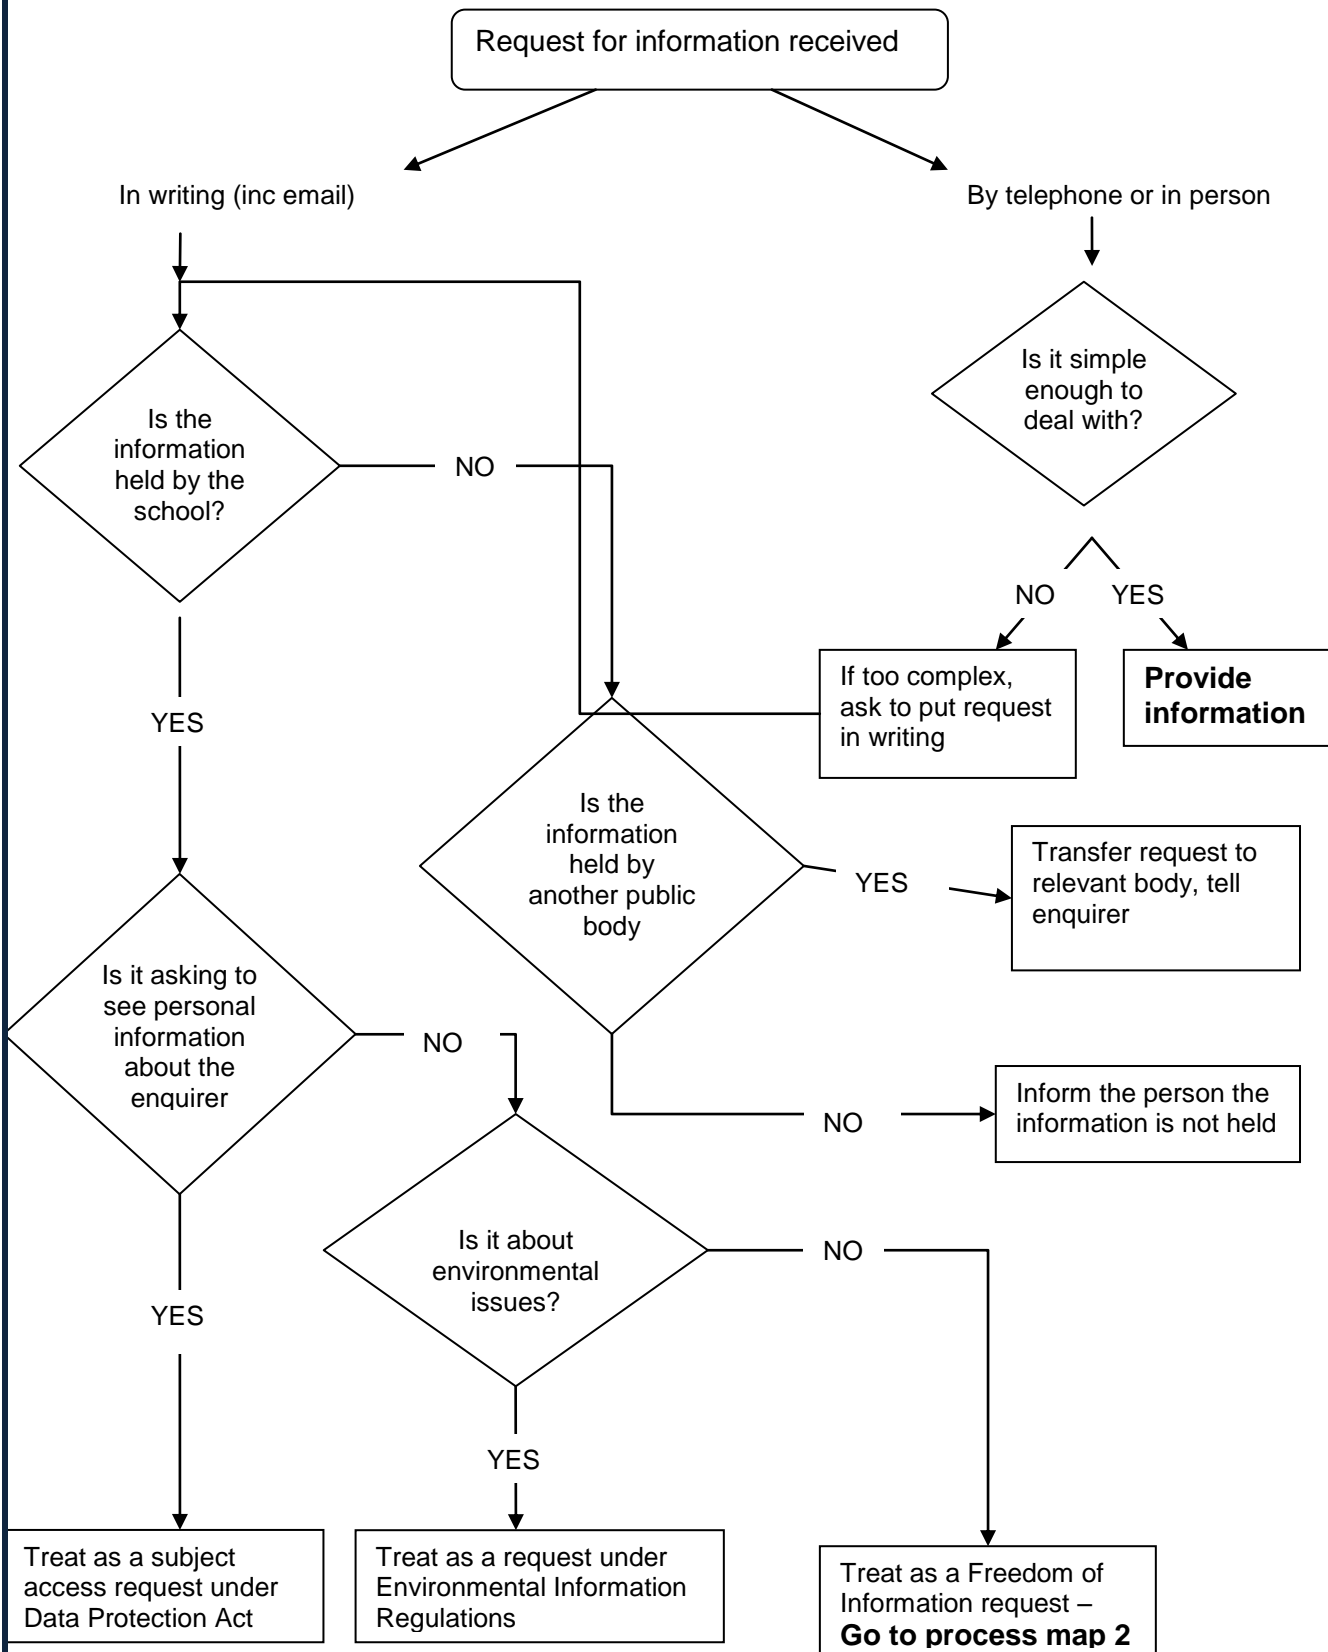 Request for information received
In writing (inc email)
By telephone or in person
Is it simple
enough to
deal with?
Is the
information
held by the
school?
NO
NO
YES
If too complex,
ask to put request
in writing
Provide
information
YES
Is the
information
held by
another public
body
YES
Transfer request to
relevant body, tell
enquirer
Is it asking to
see personal
information
about the
enquirer
NO
NO
Inform the person the
information is not held
Is it about
environmental
issues?
NO
YES
YES
Treat as a subject
access request under
Data Protection Act
Treat as a request under
Environmental Information
Regulations
Treat as a Freedom of
Information request –
Go to process map 2